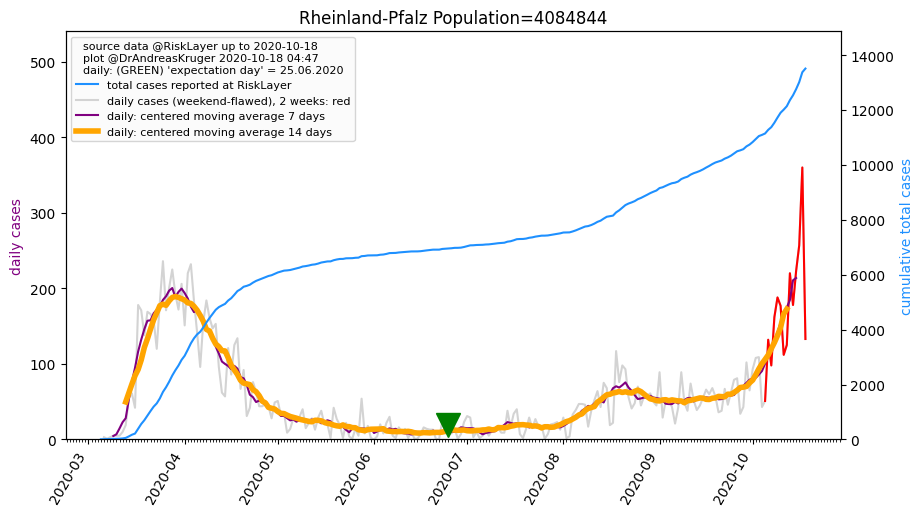 Rheinland-Pfalz Population=4084844
source data @RiskLayer up to 2020-10-18
plot @DrAndreasKruger 2020-10-18 04:47
daily: (GREEN) 'expectation day' = 25.06.2020
total cases reported at RiskLayer
daily cases (weekend-flawed), 2 weeks: red
daily: centered moving average 7 days
daily: centered moving average 14 days
daily cases
500
400
300
200
100
0
cumulative total cases
14000
12000
10000
8000
6000
4000
2000
0
2020-03
2020-04
2020-05
2020-06
2020-07
2020-08
2020-09
2020-10